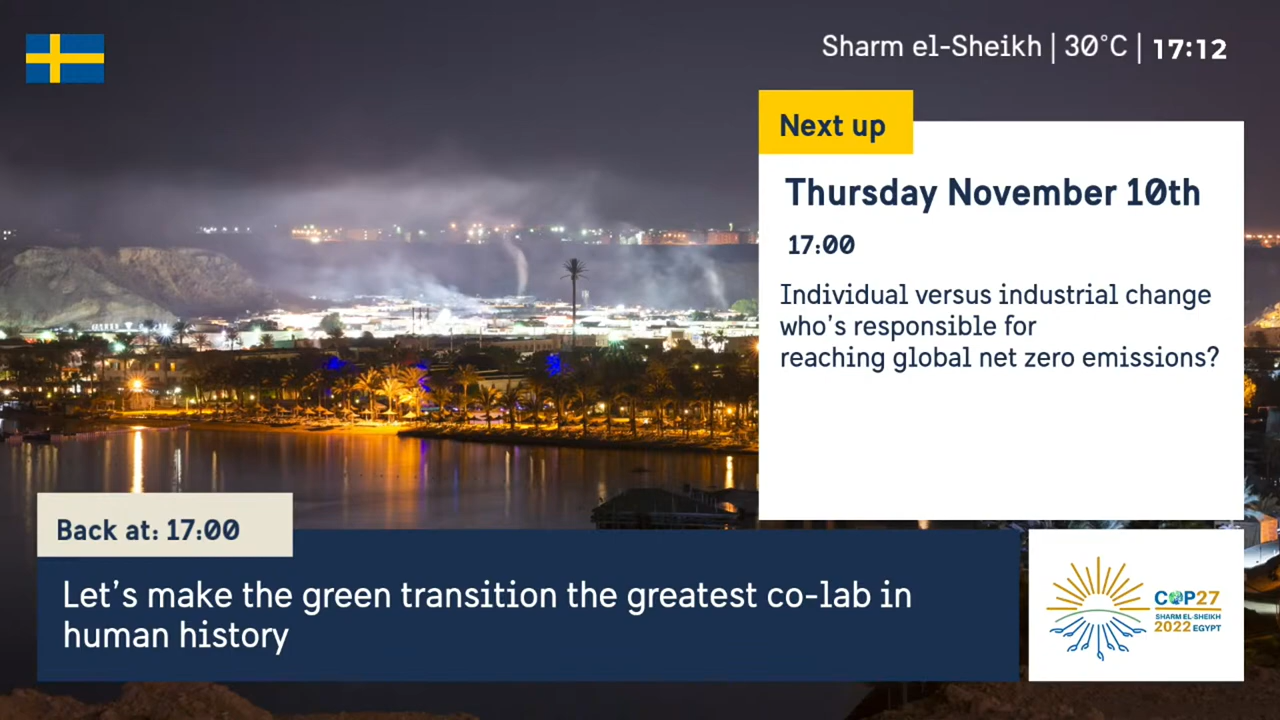 Sharm el-Sheikh | 30°C | 17:12
Next up
Thursday November 10th
17:00
Individual versus industrial change
who's responsible for
reaching global net zero emissions?
Back at: 17:00
Let's make the green transition the greatest co-lab in
human history
COP27
SHARM EL-SHEIKH
2022 EGYPT